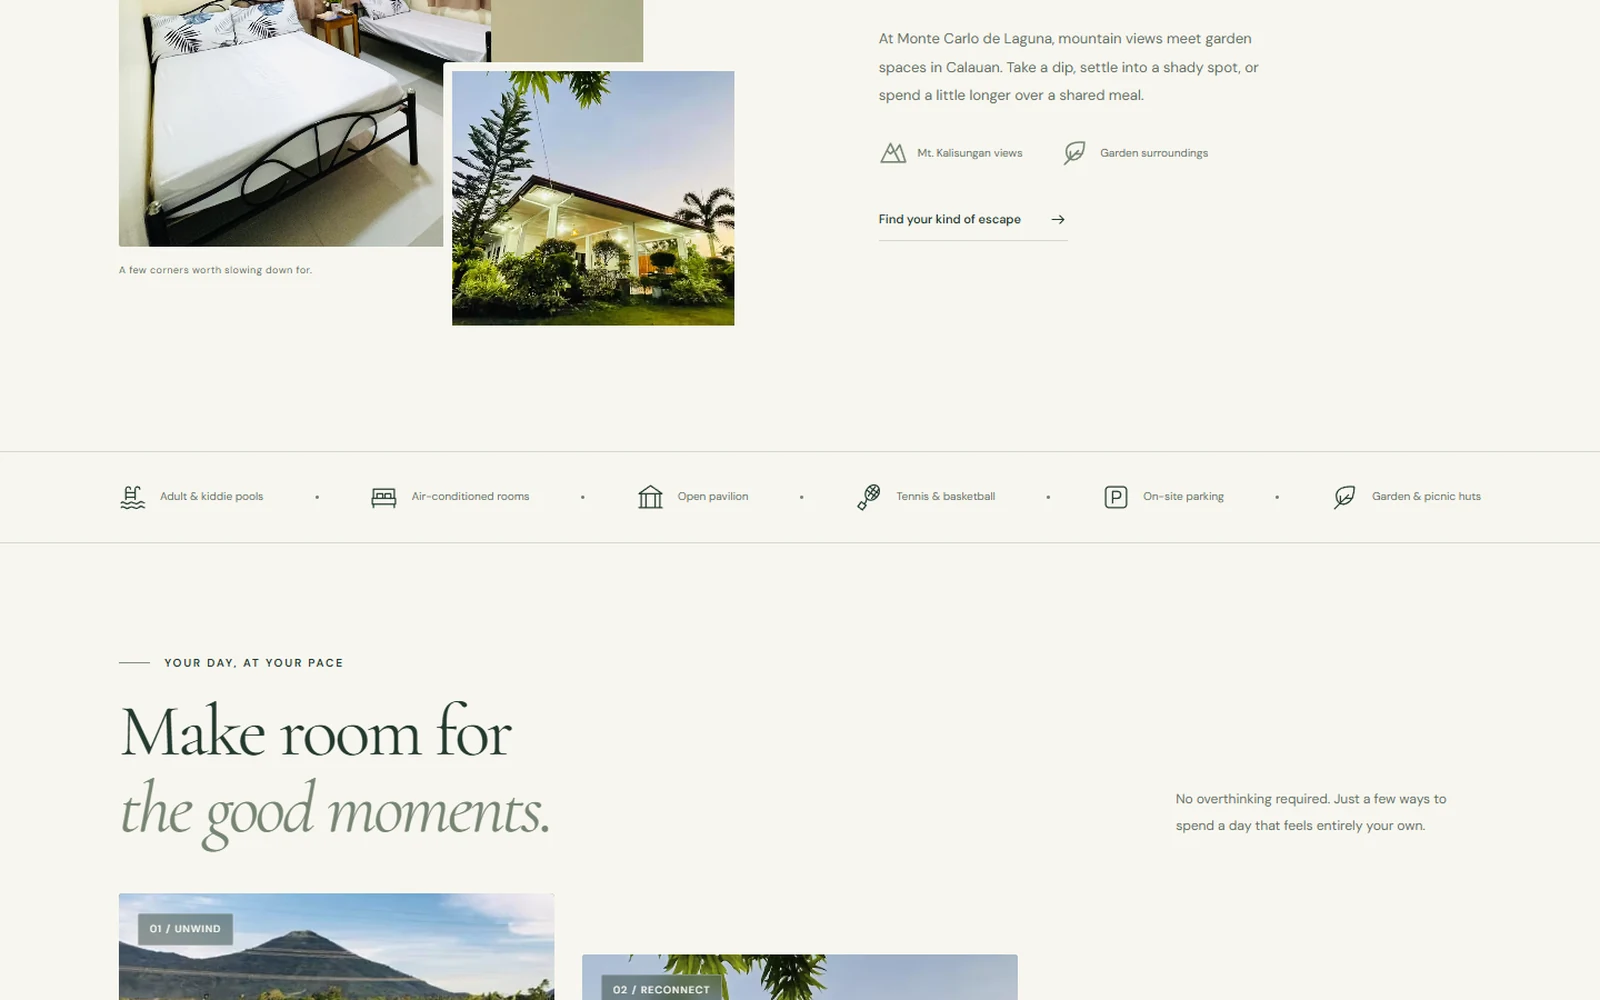 At Monte Carlo de Laguna, mountain views meet garden
spaces in Calauan. Take a dip, settle into a shady spot, or
spend a little longer over a shared meal.
Mt. Kalisungan views
Garden surroundings
Find your kind of escape
A few corners worth slowing down for.
Adult & kiddie pools
Air-conditioned rooms
Open pavilion
Tennis & basketball
P
On-site parking
Garden & picnic huts
YOUR DAY, AT YOUR PACE
Make room for
the good moments.
No overthinking required. Just a few ways to
spend a day that feels entirely your own.
01 / UNWIND
02 / RECONNECT